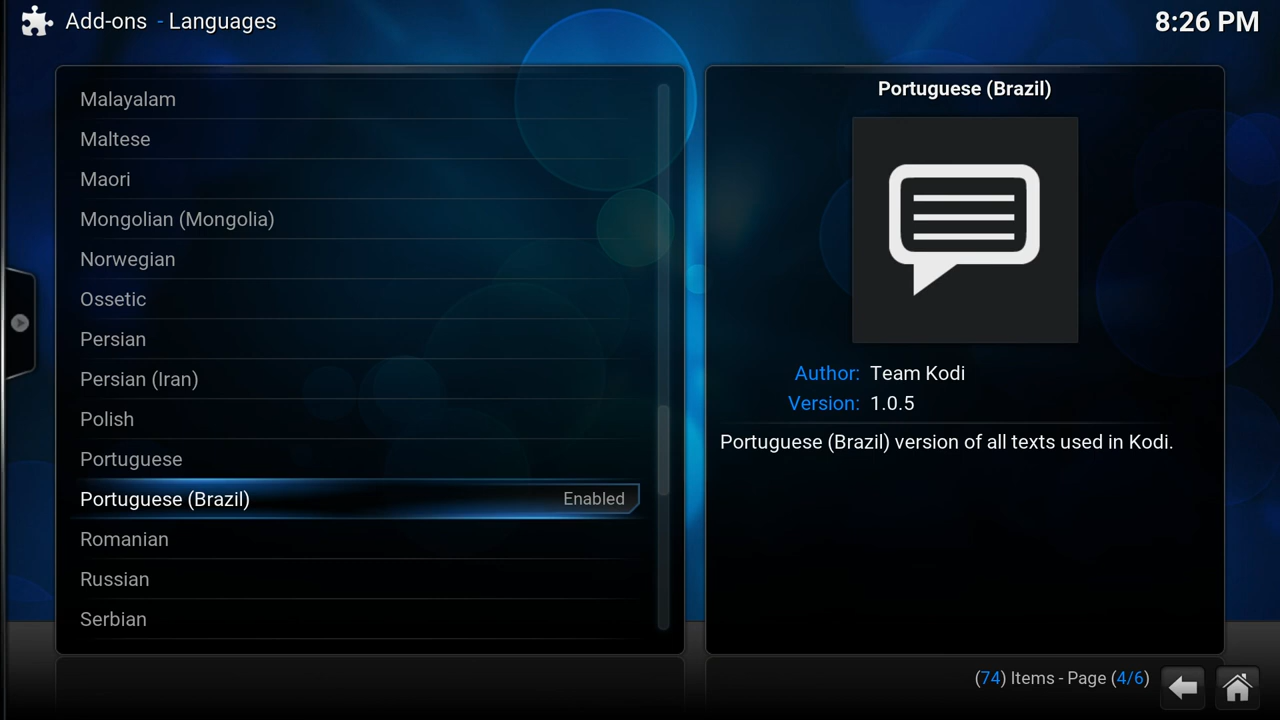 Add-ons - Languages
8:26 PM
Malayalam
Maltese
Maori
Mongolian (Mongolia)
Norwegian
Ossetic
Persian
Persian (Iran)
Polish
Portuguese
Portuguese (Brazil) Enabled
Romanian
Russian
Serbian
Portuguese (Brazil)
Author: Team Kodi
Version: 1.0.5
Portuguese (Brazil) version of all texts used in Kodi.
(74) Items - Page (4/6)